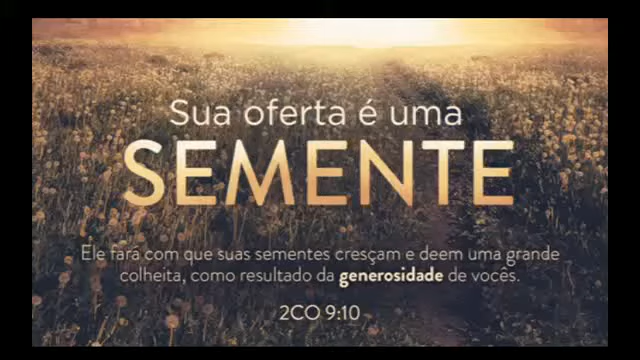 Sua oferta é uma
SEMENTE
Ele fará com que suas sementes cresçam e deem uma grande
colheita, como resultado da generosidade de vocês.
2CO 9:10